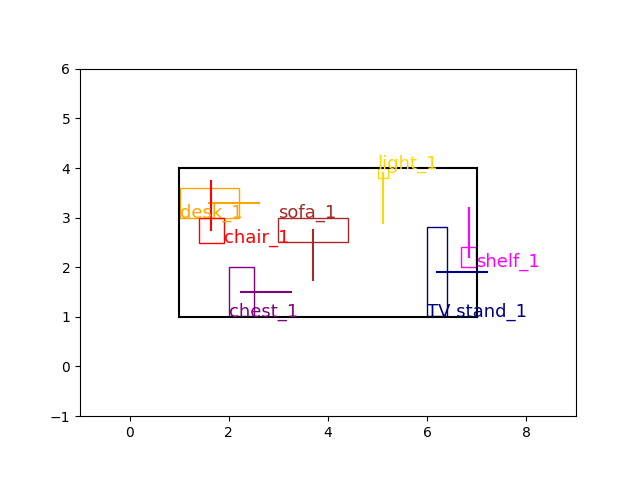 6
5
4
3
2
1
0
−1
0
2
4
6
8
light_1
desk_1
sofa_1
chair_1
shelf_1
chest_1
TV stand_1